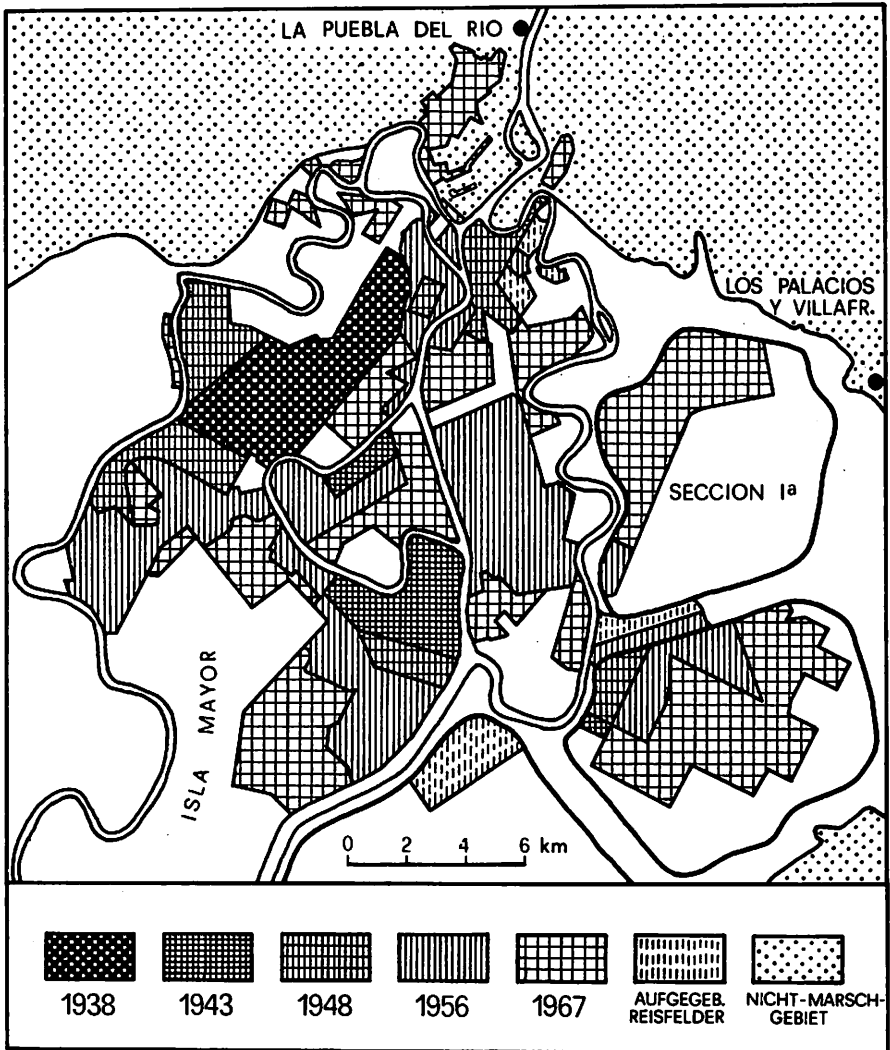 LA PUEBLA DEL RIO
LOS PALACIOS
Y VILLAFR.
SECCION Iª
ISLA MAYOR
0 2 4 6 km
1938 1943 1948 1956 1967 AUFGEGEB. NICHT-MARSCH-
REISFELDER GEBIET